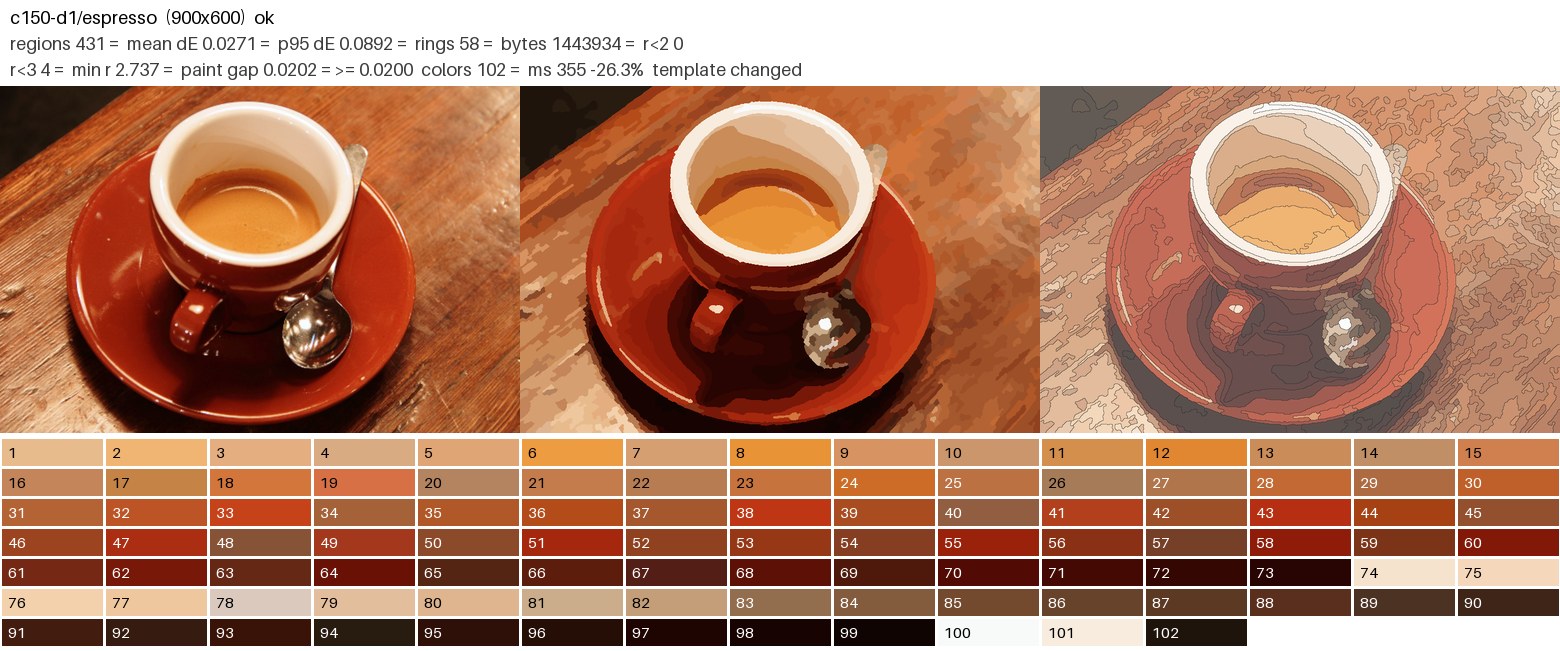 c150-d1/espresso (900x600) ok
regions 431 = mean dE 0.0271 = p95 dE 0.0892 = rings 58 = bytes 1443934 = r<2 0
r<3 4 = min r 2.737 = paint gap 0.0202 = >= 0.0200 colors 102 = ms 355 -26.3% template changed
1 2 3 4 5 6 7 8 9 10 11 12 13 14 15
16 17 18 19 20 21 22 23 24 25 26 27 28 29 30
31 32 33 34 35 36 37 38 39 40 41 42 43 44 45
46 47 48 49 50 51 52 53 54 55 56 57 58 59 60
61 62 63 64 65 66 67 68 69 70 71 72 73 74 75
76 77 78 79 80 81 82 83 84 85 86 87 88 89 90
91 92 93 94 95 96 97 98 99 100 101 102